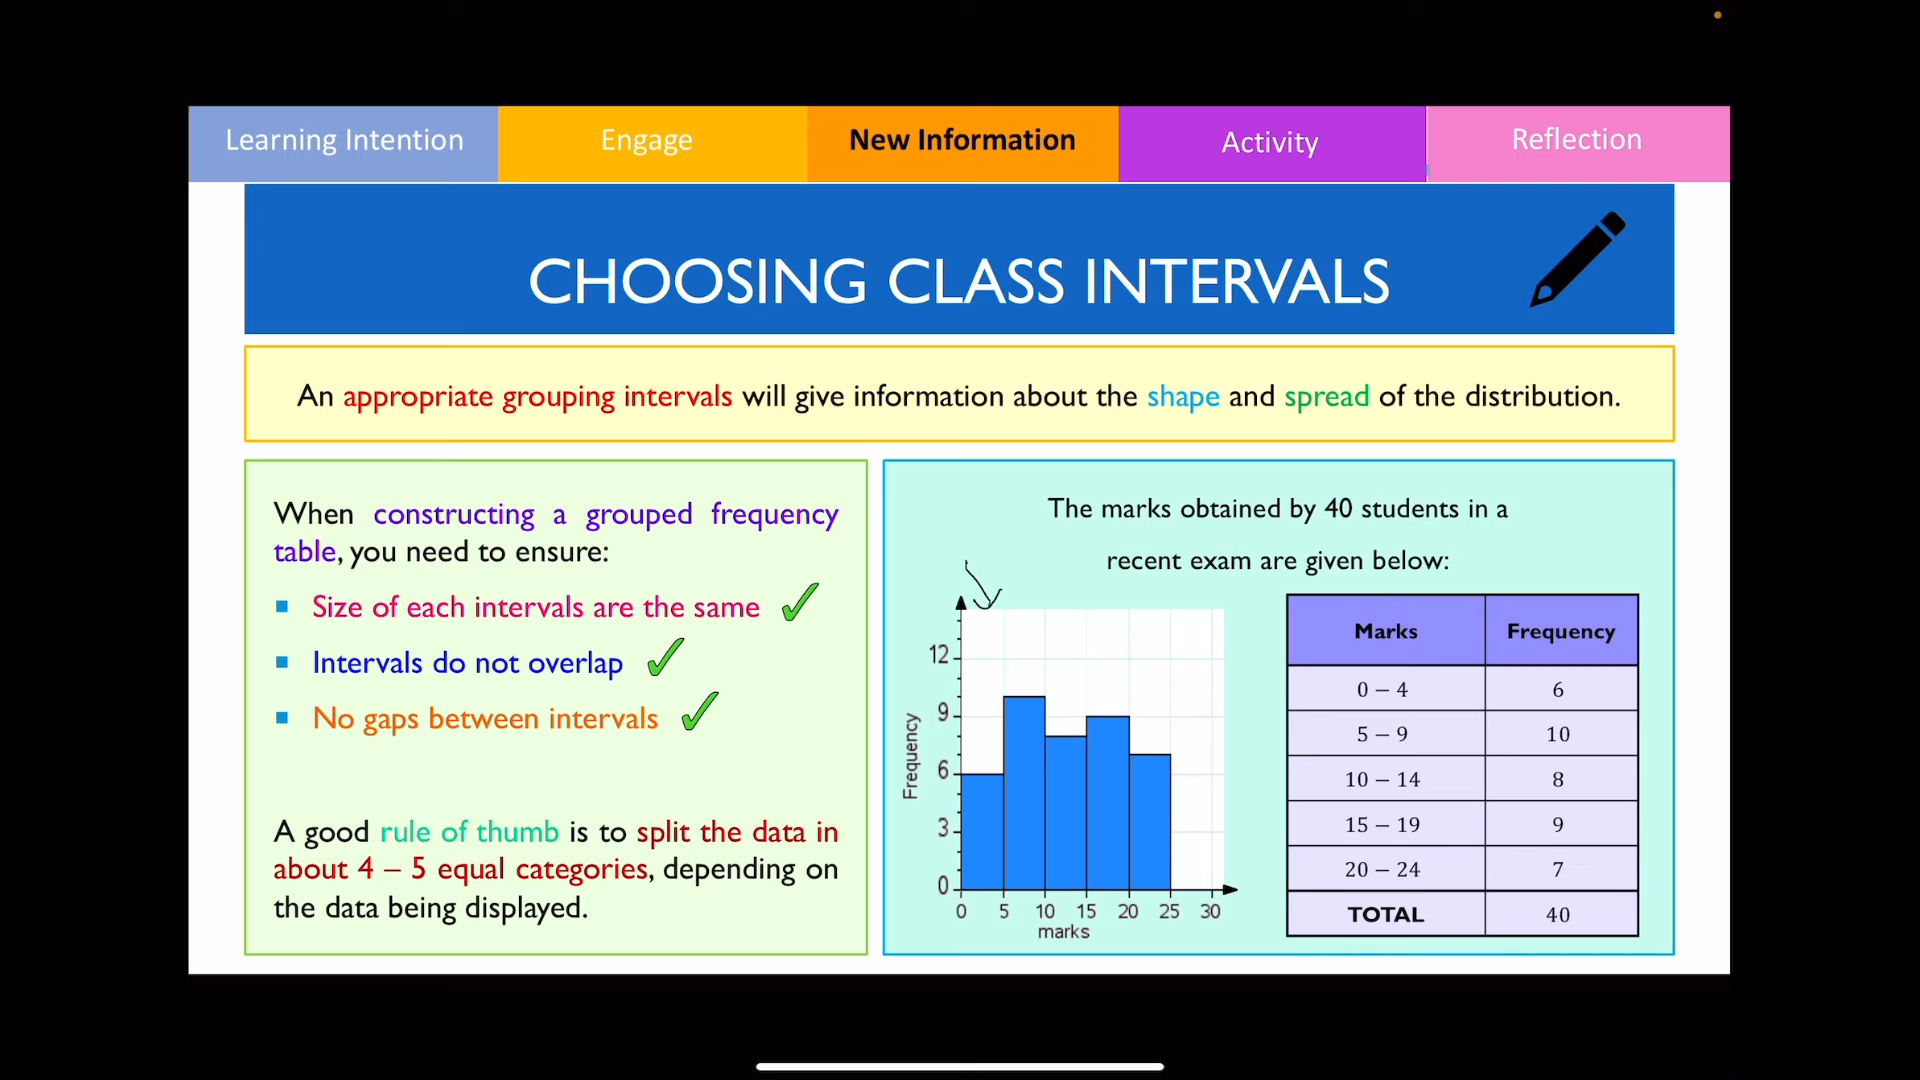 Learning Intention
Engage
New Information
Activity
Reflection
CHOOSING CLASS INTERVALS
An appropriate grouping intervals will give information about the shape and spread of the distribution.
When constructing a grouped frequency
table, you need to ensure:
Size of each intervals are the same
Intervals do not overlap
No gaps between intervals
A good rule of thumb is to split the data in
about 4 – 5 equal categories, depending on
the data being displayed.
The marks obtained by 40 students in a
recent exam are given below:
Frequency
12
9
6
3
0
0 5 10 15 20 25 30
marks
Marks Frequency
0 – 4 6
5 – 9 10
10 – 14 8
15 – 19 9
20 – 24 7
TOTAL 40